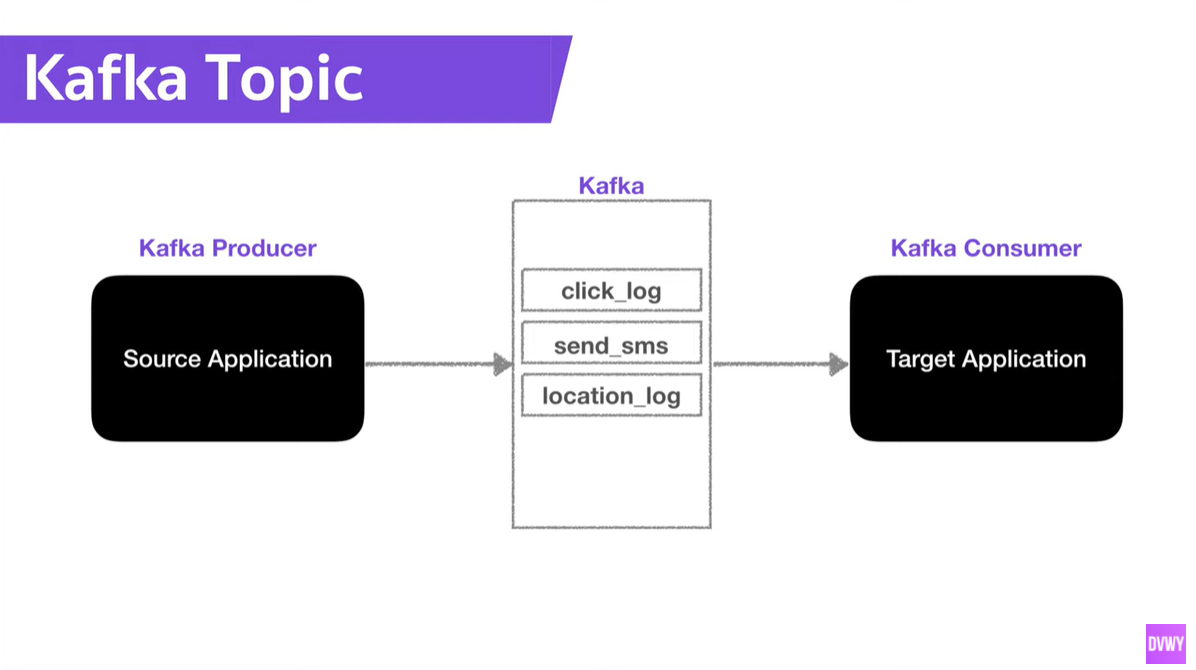 Kafka Topic
Kafka
Kafka Producer
Kafka Consumer
click_log
Source Application
send_sms
Target Application
location_log
DVWY